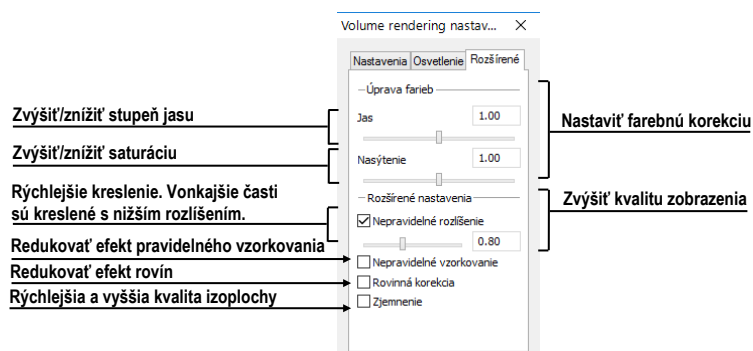 Volume rendering nastav...
Nastavenia Osvetlenie Rozšírené
Úprava farieb
Zvýšiť/znížiť stupeň jasu
Jas 1.00
Nastaviť farebnú korekciu
Zvýšiť/znížiť saturáciu
Nasýtenie 1.00
Rýchlejšie kreslenie. Vonkajšie časti
sú kreslené s nižším rozlíšením.
Rozšírené nastavenia
Zvýšiť kvalitu zobrazenia
Nepravidelné rozlíšenie
0.80
Redukovať efekt pravidelného vzorkovania
Nepravidelné vzorkovanie
Redukovať efekt rovín
Rovinná korekcia
Rýchlejšia a vyššia kvalita izoplochy
Zjemnenie